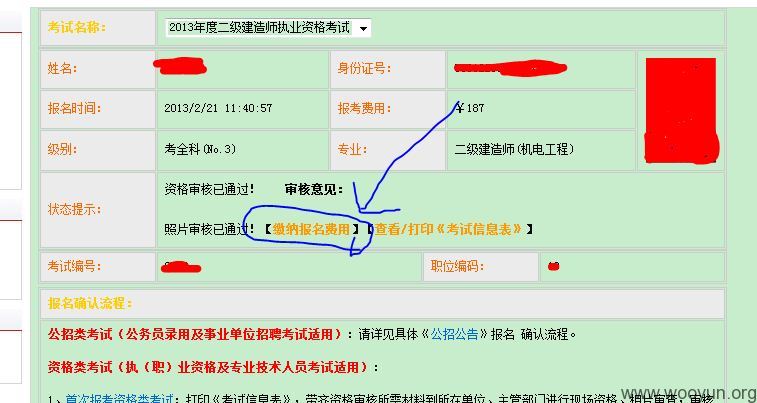 考试名称： 2013年度二级建造师执业资格考试
姓名： 身份证号：
报名时间： 2013/2/21 11:40:57 报考费用： ￥187
级别： 考全科(No.3) 专业： 二级建造师(机电工程)
资格审核已通过！ 审核意见：
状态提示：
照片审核已通过！【缴纳报名费用】【查看/打印《考试信息表》】
考试编号： 职位编码：
报名确认流程：
公招类考试（公务员录用及事业单位招聘考试适用）：请详见具体《公招公告》报名 确认流程。
资格类考试（执（职）业资格及专业技术人员考试适用）：
1、首次报考资格类考试：打印《考试信息表》，带齐资格审核所需材料到所在单位、主管部门进行现场资格、相片审查；审核
www.wooyun.org